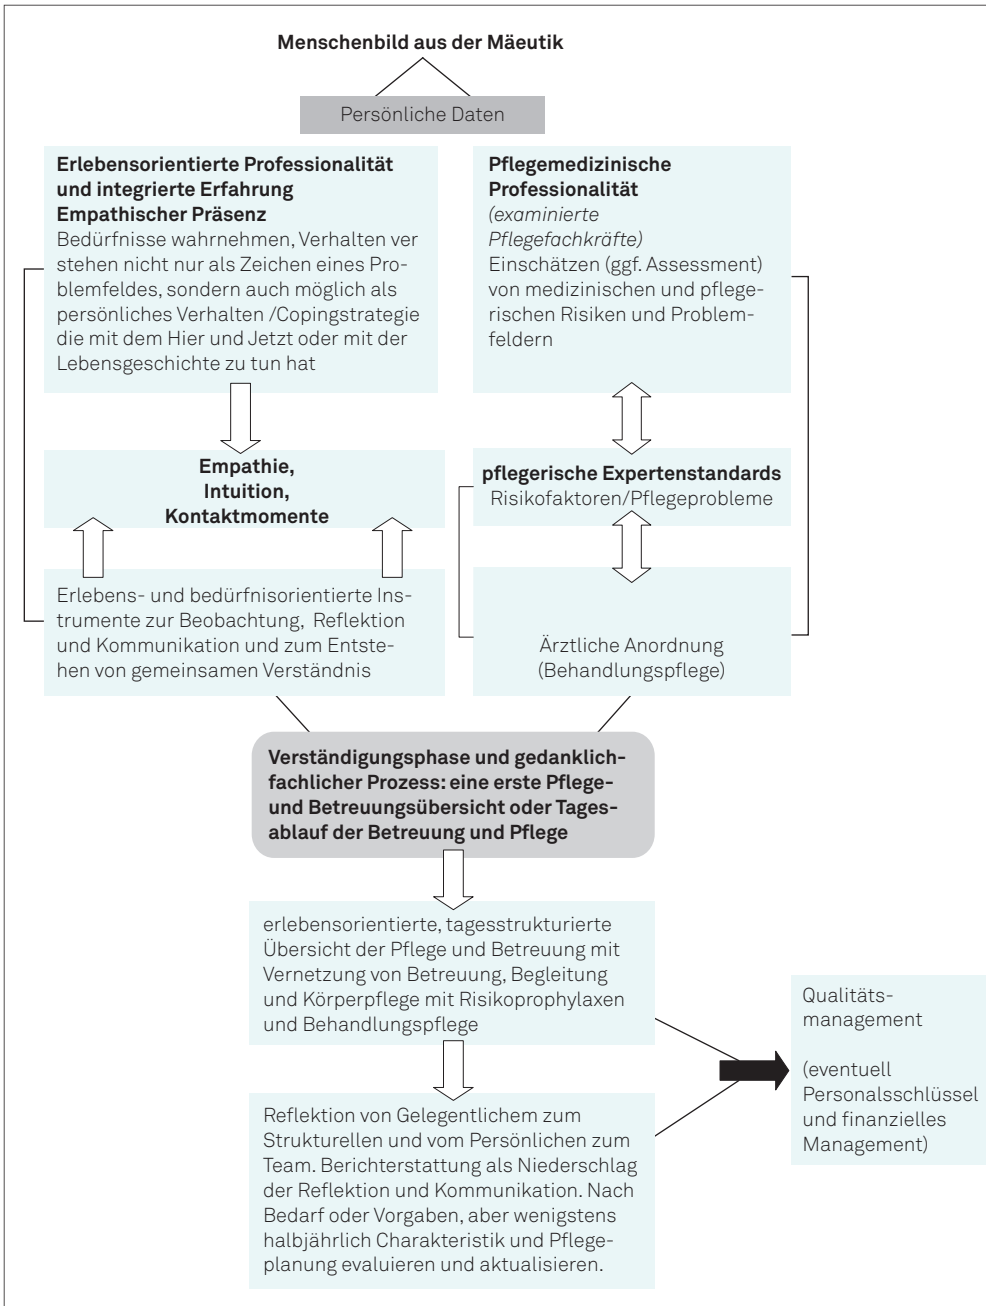 Menschenbild aus der Mäeutik
Persönliche Daten
Erlebensorientierte Professionalität
und integrierte Erfahrung
Empathischer Präsenz
Bedürfnisse wahrnehmen, Verhalten ver
stehen nicht nur als Zeichen eines Pro-
blemfeldes, sondern auch möglich als
persönliches Verhalten /Copingstrategie
die mit dem Hier und Jetzt oder mit der
Lebensgeschichte zu tun hat
Pflegemedizinische
Professionalität
(examinierte
Pflegefachkräfte)
Einschätzen (ggf. Assessment)
von medizinischen und pflege-
rischen Risiken und Problem-
feldern
Empathie,
Intuition,
Kontaktmomente
pflegerische Expertenstandards
Risikofaktoren/Pflegeprobleme
Erlebens- und bedürfnisorientierte Ins-
trumente zur Beobachtung, Reflektion
und Kommunikation und zum Entste-
hen von gemeinsamen Verständnis
Ärztliche Anordnung
(Behandlungspflege)
Verständigungsphase und gedanklich-
fachlicher Prozess: eine erste Pflege-
und Betreuungsübersicht oder Tages-
ablauf der Betreuung und Pflege
erlebensorientierte, tagesstrukturierte
Übersicht der Pflege und Betreuung mit
Vernetzung von Betreuung, Begleitung
und Körperpflege mit Risikoprophylaxen
und Behandlungspflege
Qualitäts-
management
(eventuell
Personalsschlüssel
und finanzielles
Management)
Reflektion von Gelegentlichem zum
Strukturellen und vom Persönlichen zum
Team. Berichterstattung als Niederschlag
der Reflektion und Kommunikation. Nach
Bedarf oder Vorgaben, aber wenigstens
halbjährlich Charakteristik und Pflege-
planung evaluieren und aktualisieren.